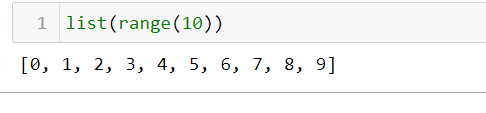 1 list(range(10))
[0, 1, 2, 3, 4, 5, 6, 7, 8, 9]